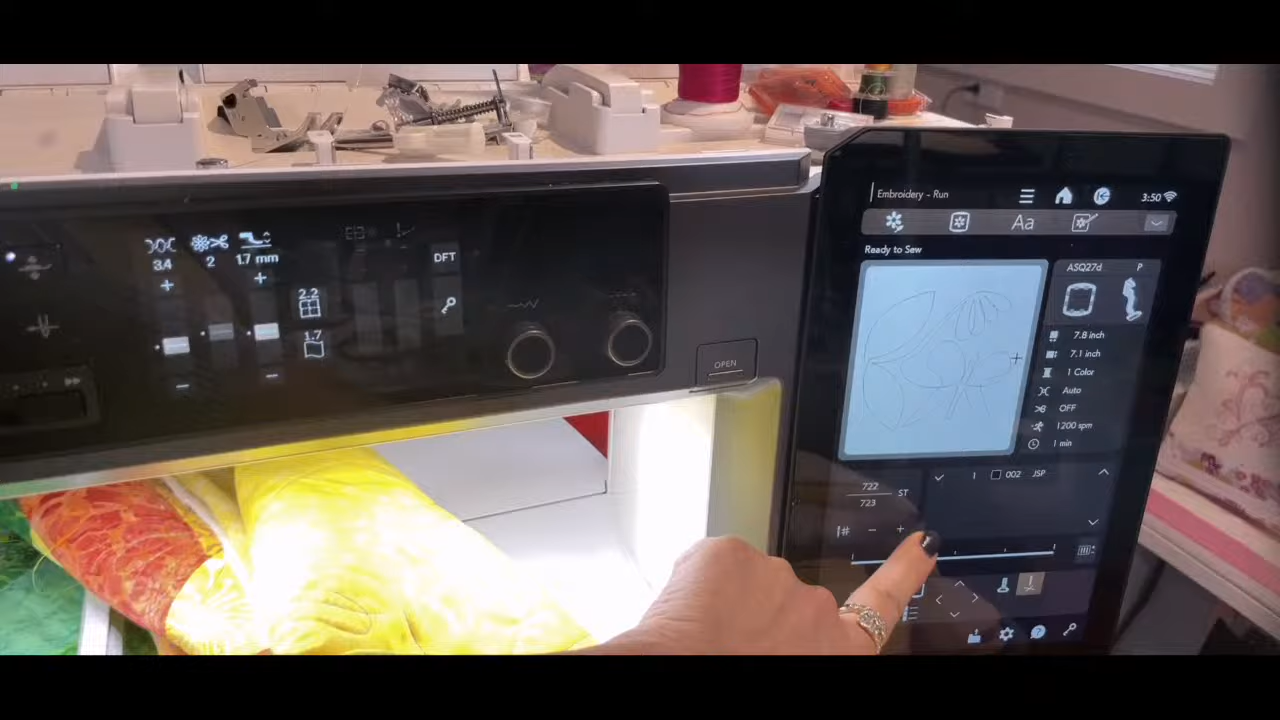 3.4
2
1.7 mm
+
+
2.2
1.7
−
−
DFT
OPEN
Embroidery - Run
3:50
Aa
Ready to Sew
ASQ27d P
7.8 inch
7.1 inch
1 Color
Auto
OFF
1200 spm
1 min
1 002 JSP
722
723
ST
# − +